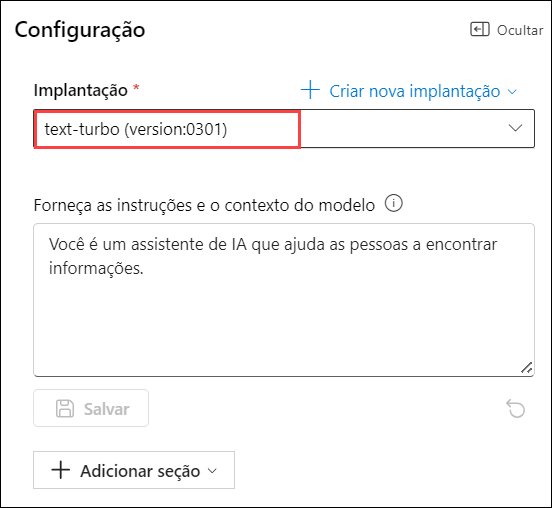 Configuração
Ocultar
Implantação *
Criar nova implantação
text-turbo (version:0301)
Forneça as instruções e o contexto do modelo
Você é um assistente de IA que ajuda as pessoas a encontrar
informações.
Salvar
Adicionar seção